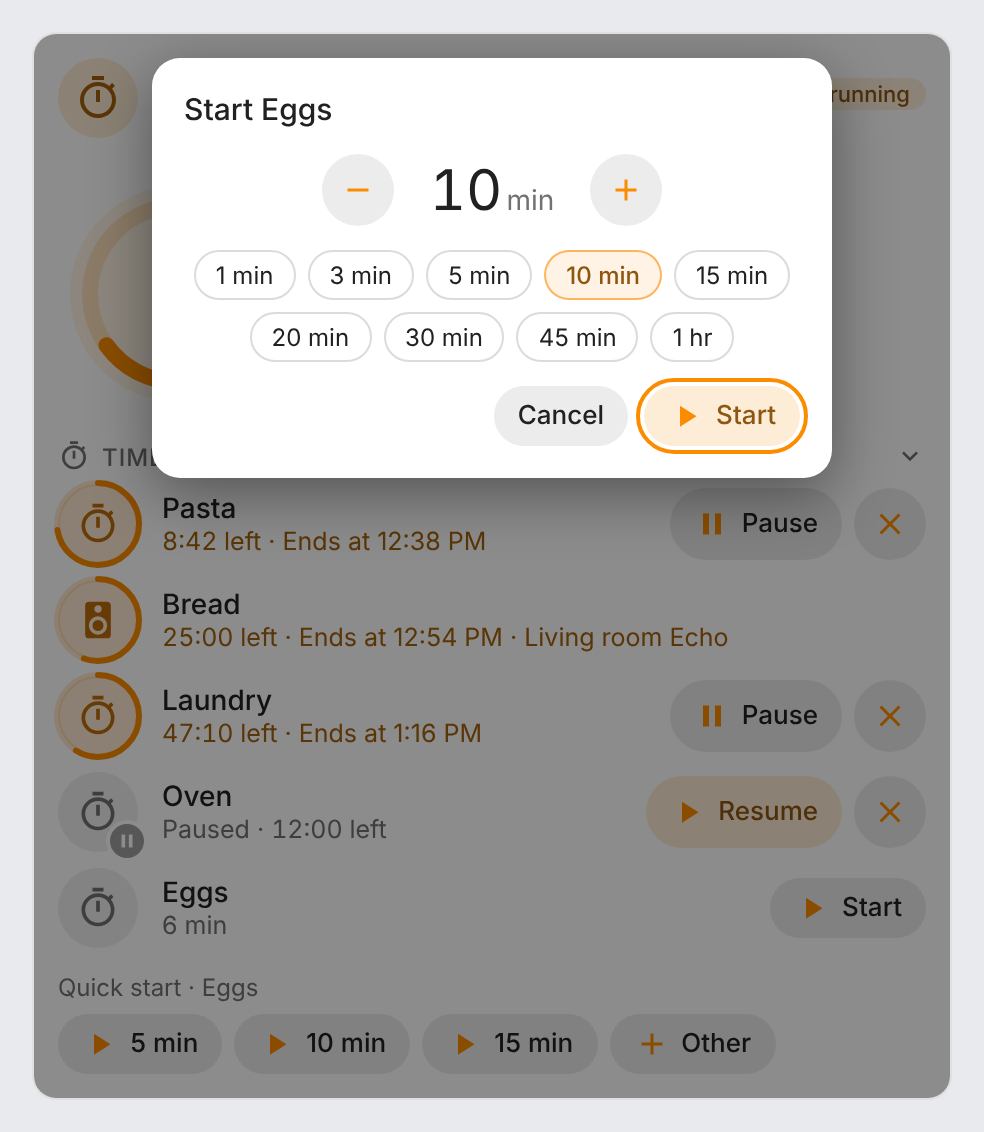 running
Start Eggs
10 min
1 min 3 min 5 min 10 min 15 min
20 min 30 min 45 min 1 hr
Cancel Start
Pasta
8:42 left · Ends at 12:38 PM
Pause
Bread
25:00 left · Ends at 12:54 PM · Living room Echo
Laundry
47:10 left · Ends at 1:16 PM
Pause
Oven
Paused · 12:00 left
Resume
Eggs
6 min
Start
Quick start · Eggs
5 min 10 min 15 min Other